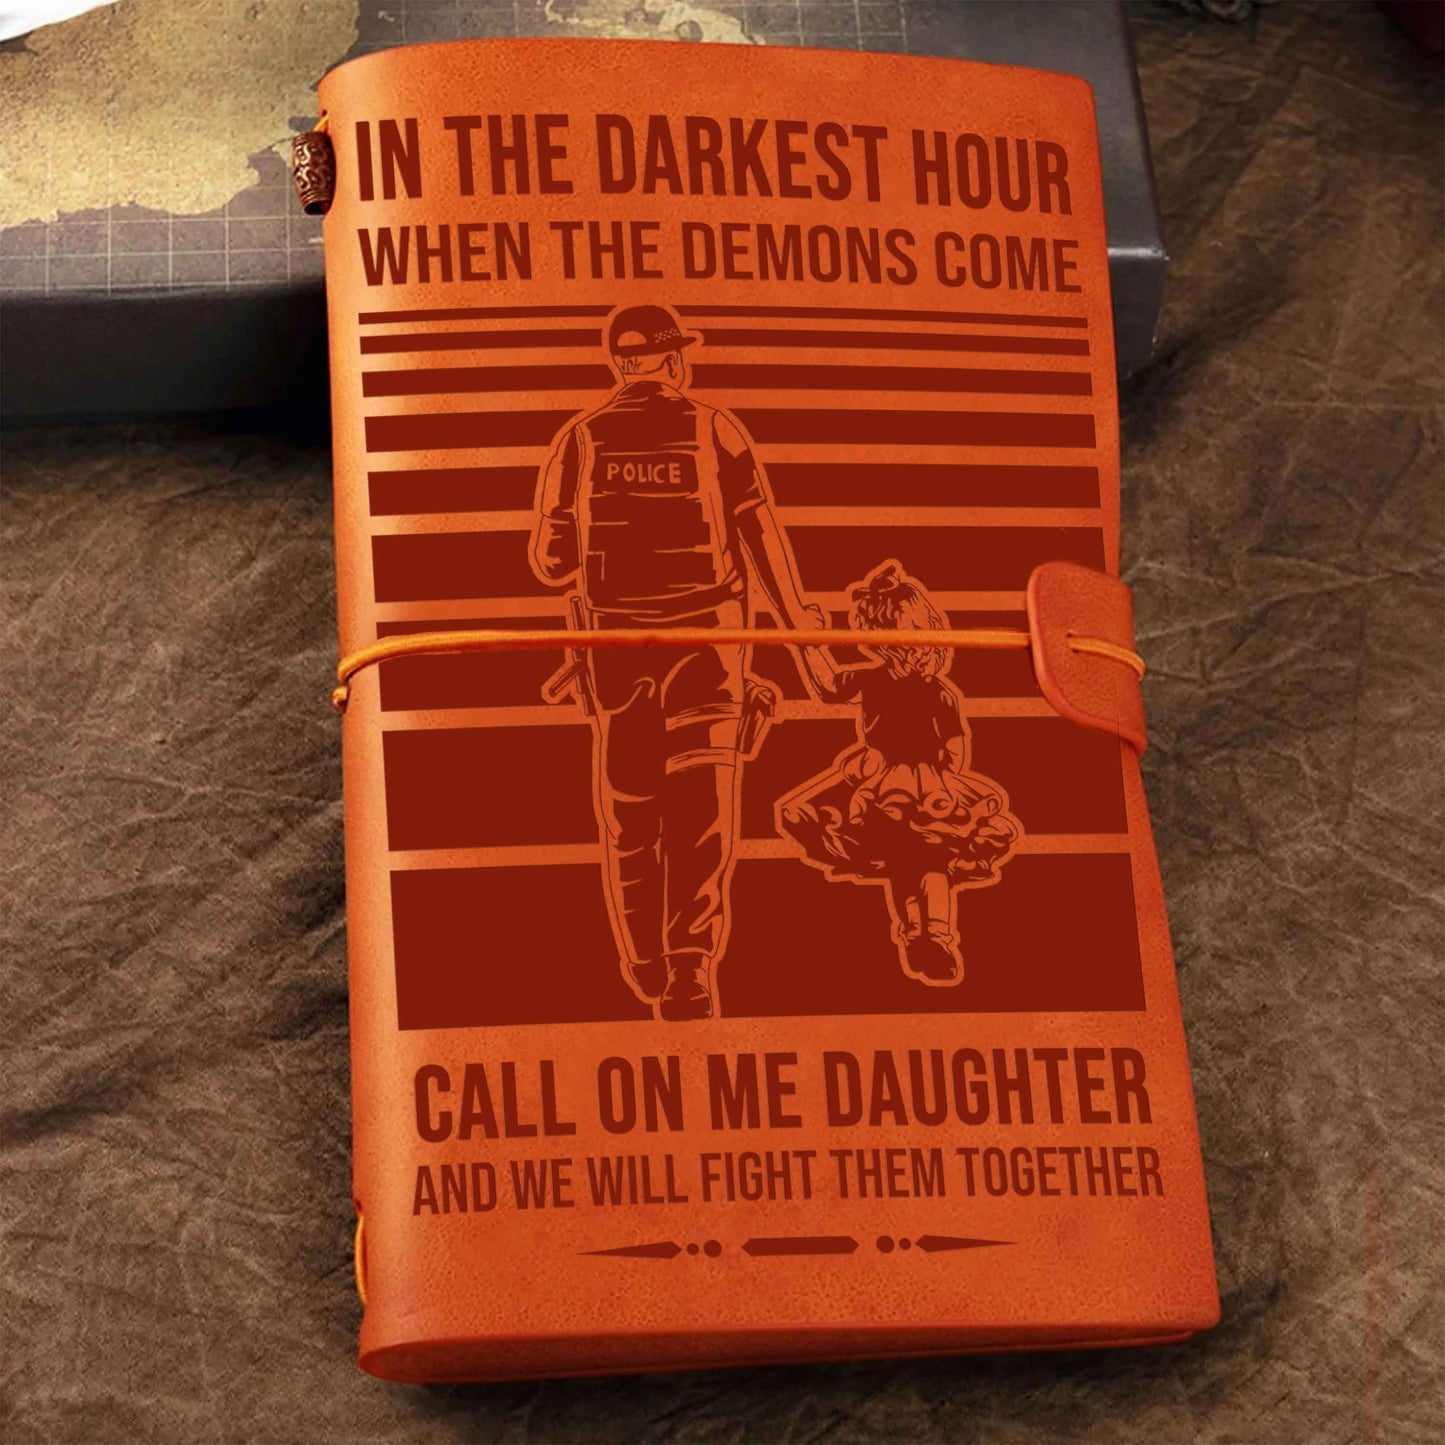 IN THE DARKEST HOUR
WHEN THE DEMONS COME
POLICE
CALL ON ME DAUGHTER
AND WE WILL FIGHT THEM TOGETHER